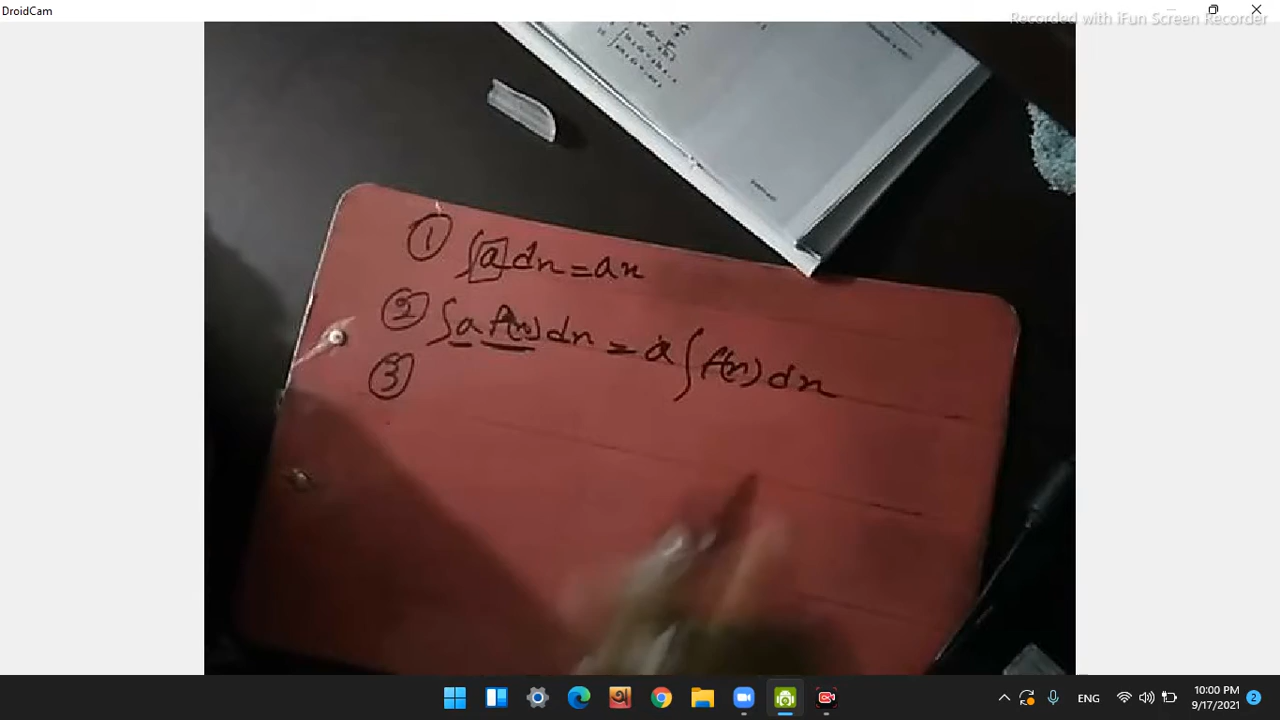 DroidCam
Recorded with iFun Screen Recorder
① ∫a dx = ax
② ∫a f(x) dx = a ∫f(x) dx
③
ENG
10:00 PM
9/17/2021
2